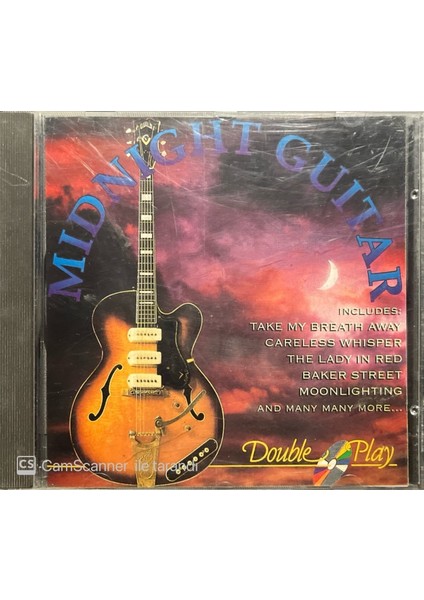 MIDNIGHT GUITAR
INCLUDES:
TAKE MY BREATH AWAY
CARELESS WHISPER
THE LADY IN RED
BAKER STREET
MOONLIGHTING
AND MANY MANY MORE...
Double Play
CS CamScanner ile tarandı